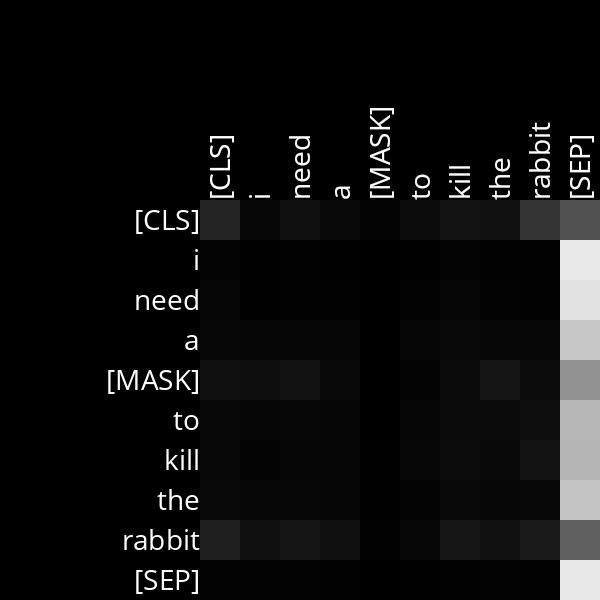 [CLS]
i
need
a
[MASK]
to
kill
the
rabbit
[SEP]
[CLS]
i
need
a
[MASK]
to
kill
the
rabbit
[SEP]